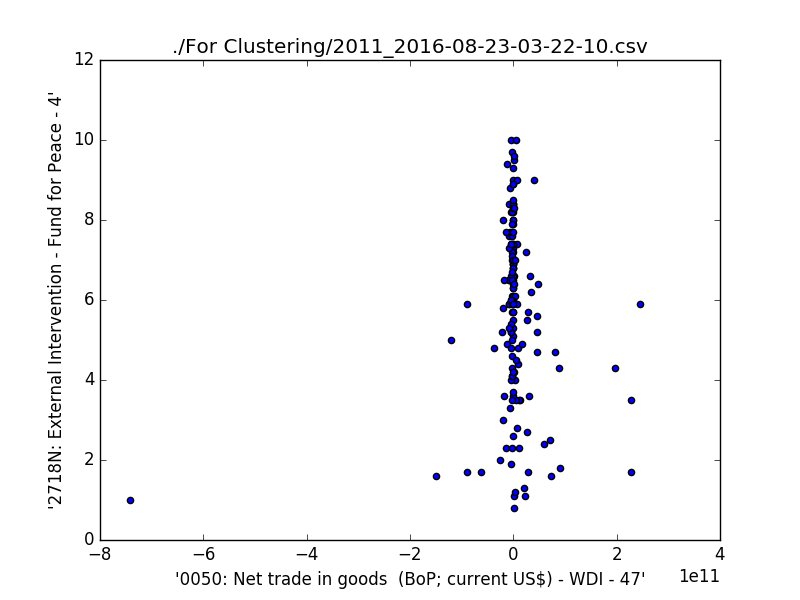 ./For Clustering/2011_2016-08-23-03-22-10.csv
'2718N: External Intervention - Fund for Peace - 4'
12
10
8
6
4
2
0
−8 −6 −4 −2 0 2 4
1e11
'0050: Net trade in goods  (BoP; current US$) - WDI - 47'